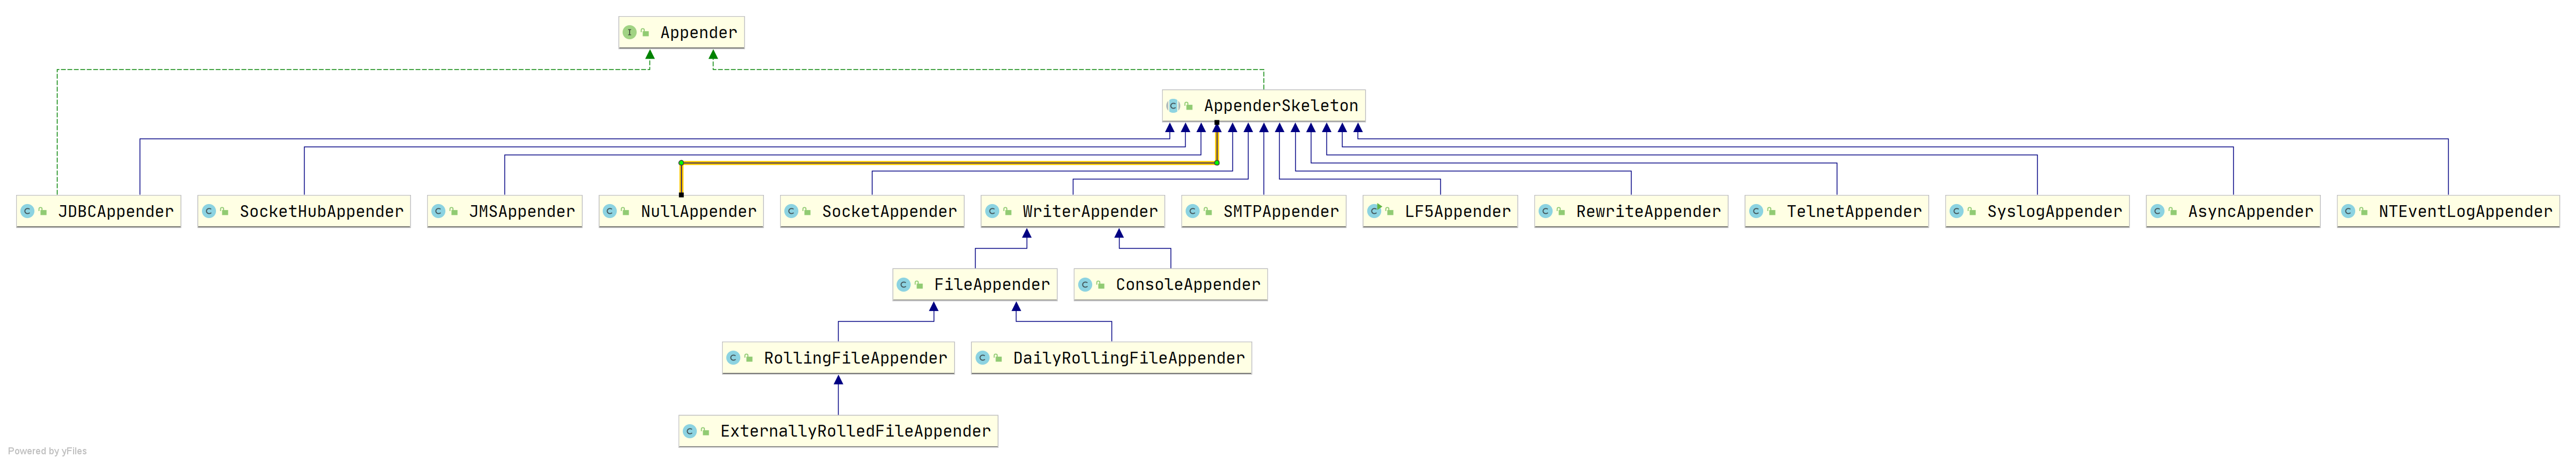 Appender
AppenderSkeleton
JDBCAppender
SocketHubAppender
JMSAppender
NullAppender
SocketAppender
WriterAppender
SMTPAppender
LF5Appender
RewriteAppender
TelnetAppender
SyslogAppender
AsyncAppender
NTEventLogAppender
FileAppender
ConsoleAppender
RollingFileAppender
DailyRollingFileAppender
ExternallyRolledFileAppender
Powered by yFiles